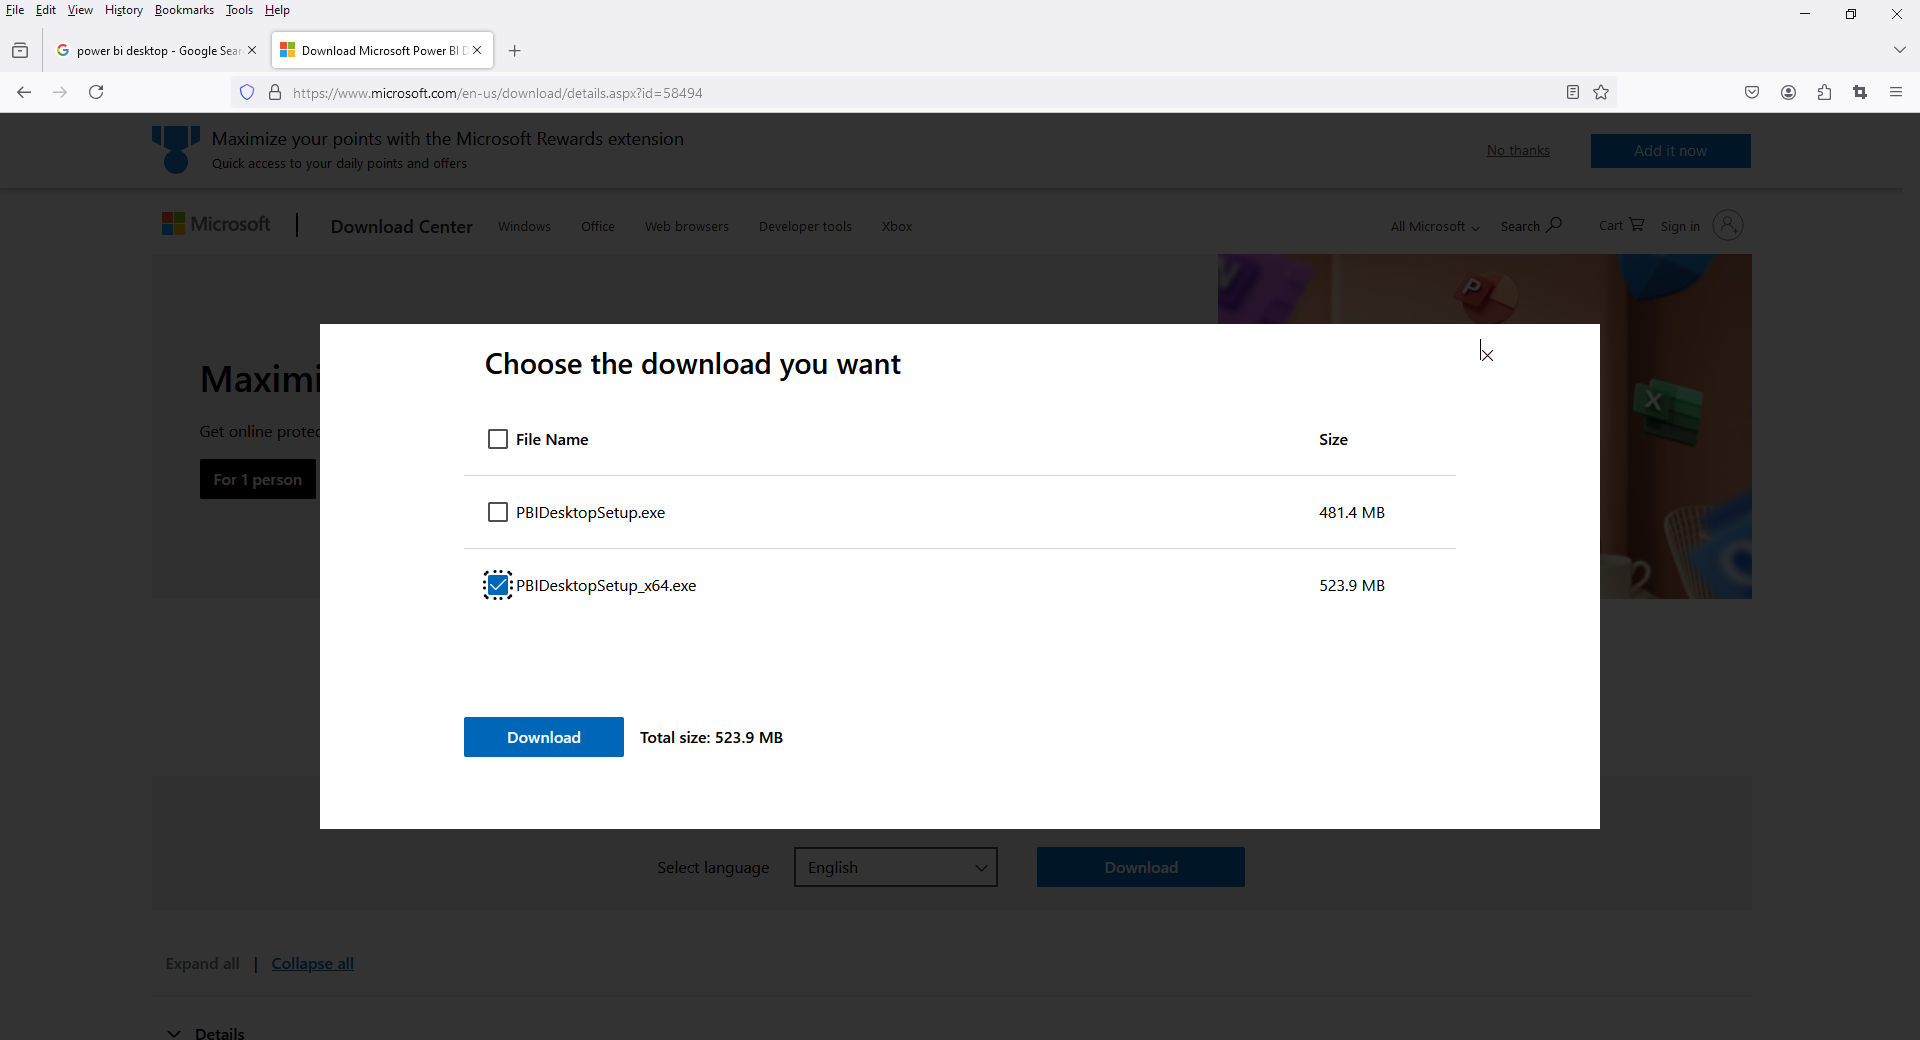 File Edit View History Bookmarks Tools Help
power bi desktop - Google Sear
Download Microsoft Power BI D
https://www.microsoft.com/en-us/download/details.aspx?id=58494
Maximize your points with the Microsoft Rewards extension
Quick access to your daily points and offers
No thanks
Add it now
Microsoft
Download Center
Windows
Office
Web browsers
Developer tools
Xbox
All Microsoft
Search
Cart
Sign in
Maximi
Get online protec
For 1 person
P
X
Choose the download you want
File Name
Size
PBIDesktopSetup.exe
481.4 MB
PBIDesktopSetup_x64.exe
523.9 MB
Download
Total size: 523.9 MB
Select language
English
Download
Expand all | Collapse all
Details